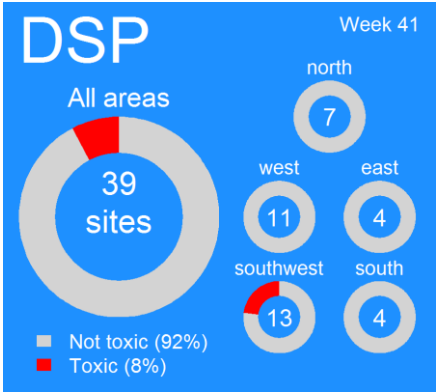 DSP
Week 41
All areas
39
sites
north
7
west
11
east
4
southwest
13
south
4
Not toxic (92%)
Toxic (8%)